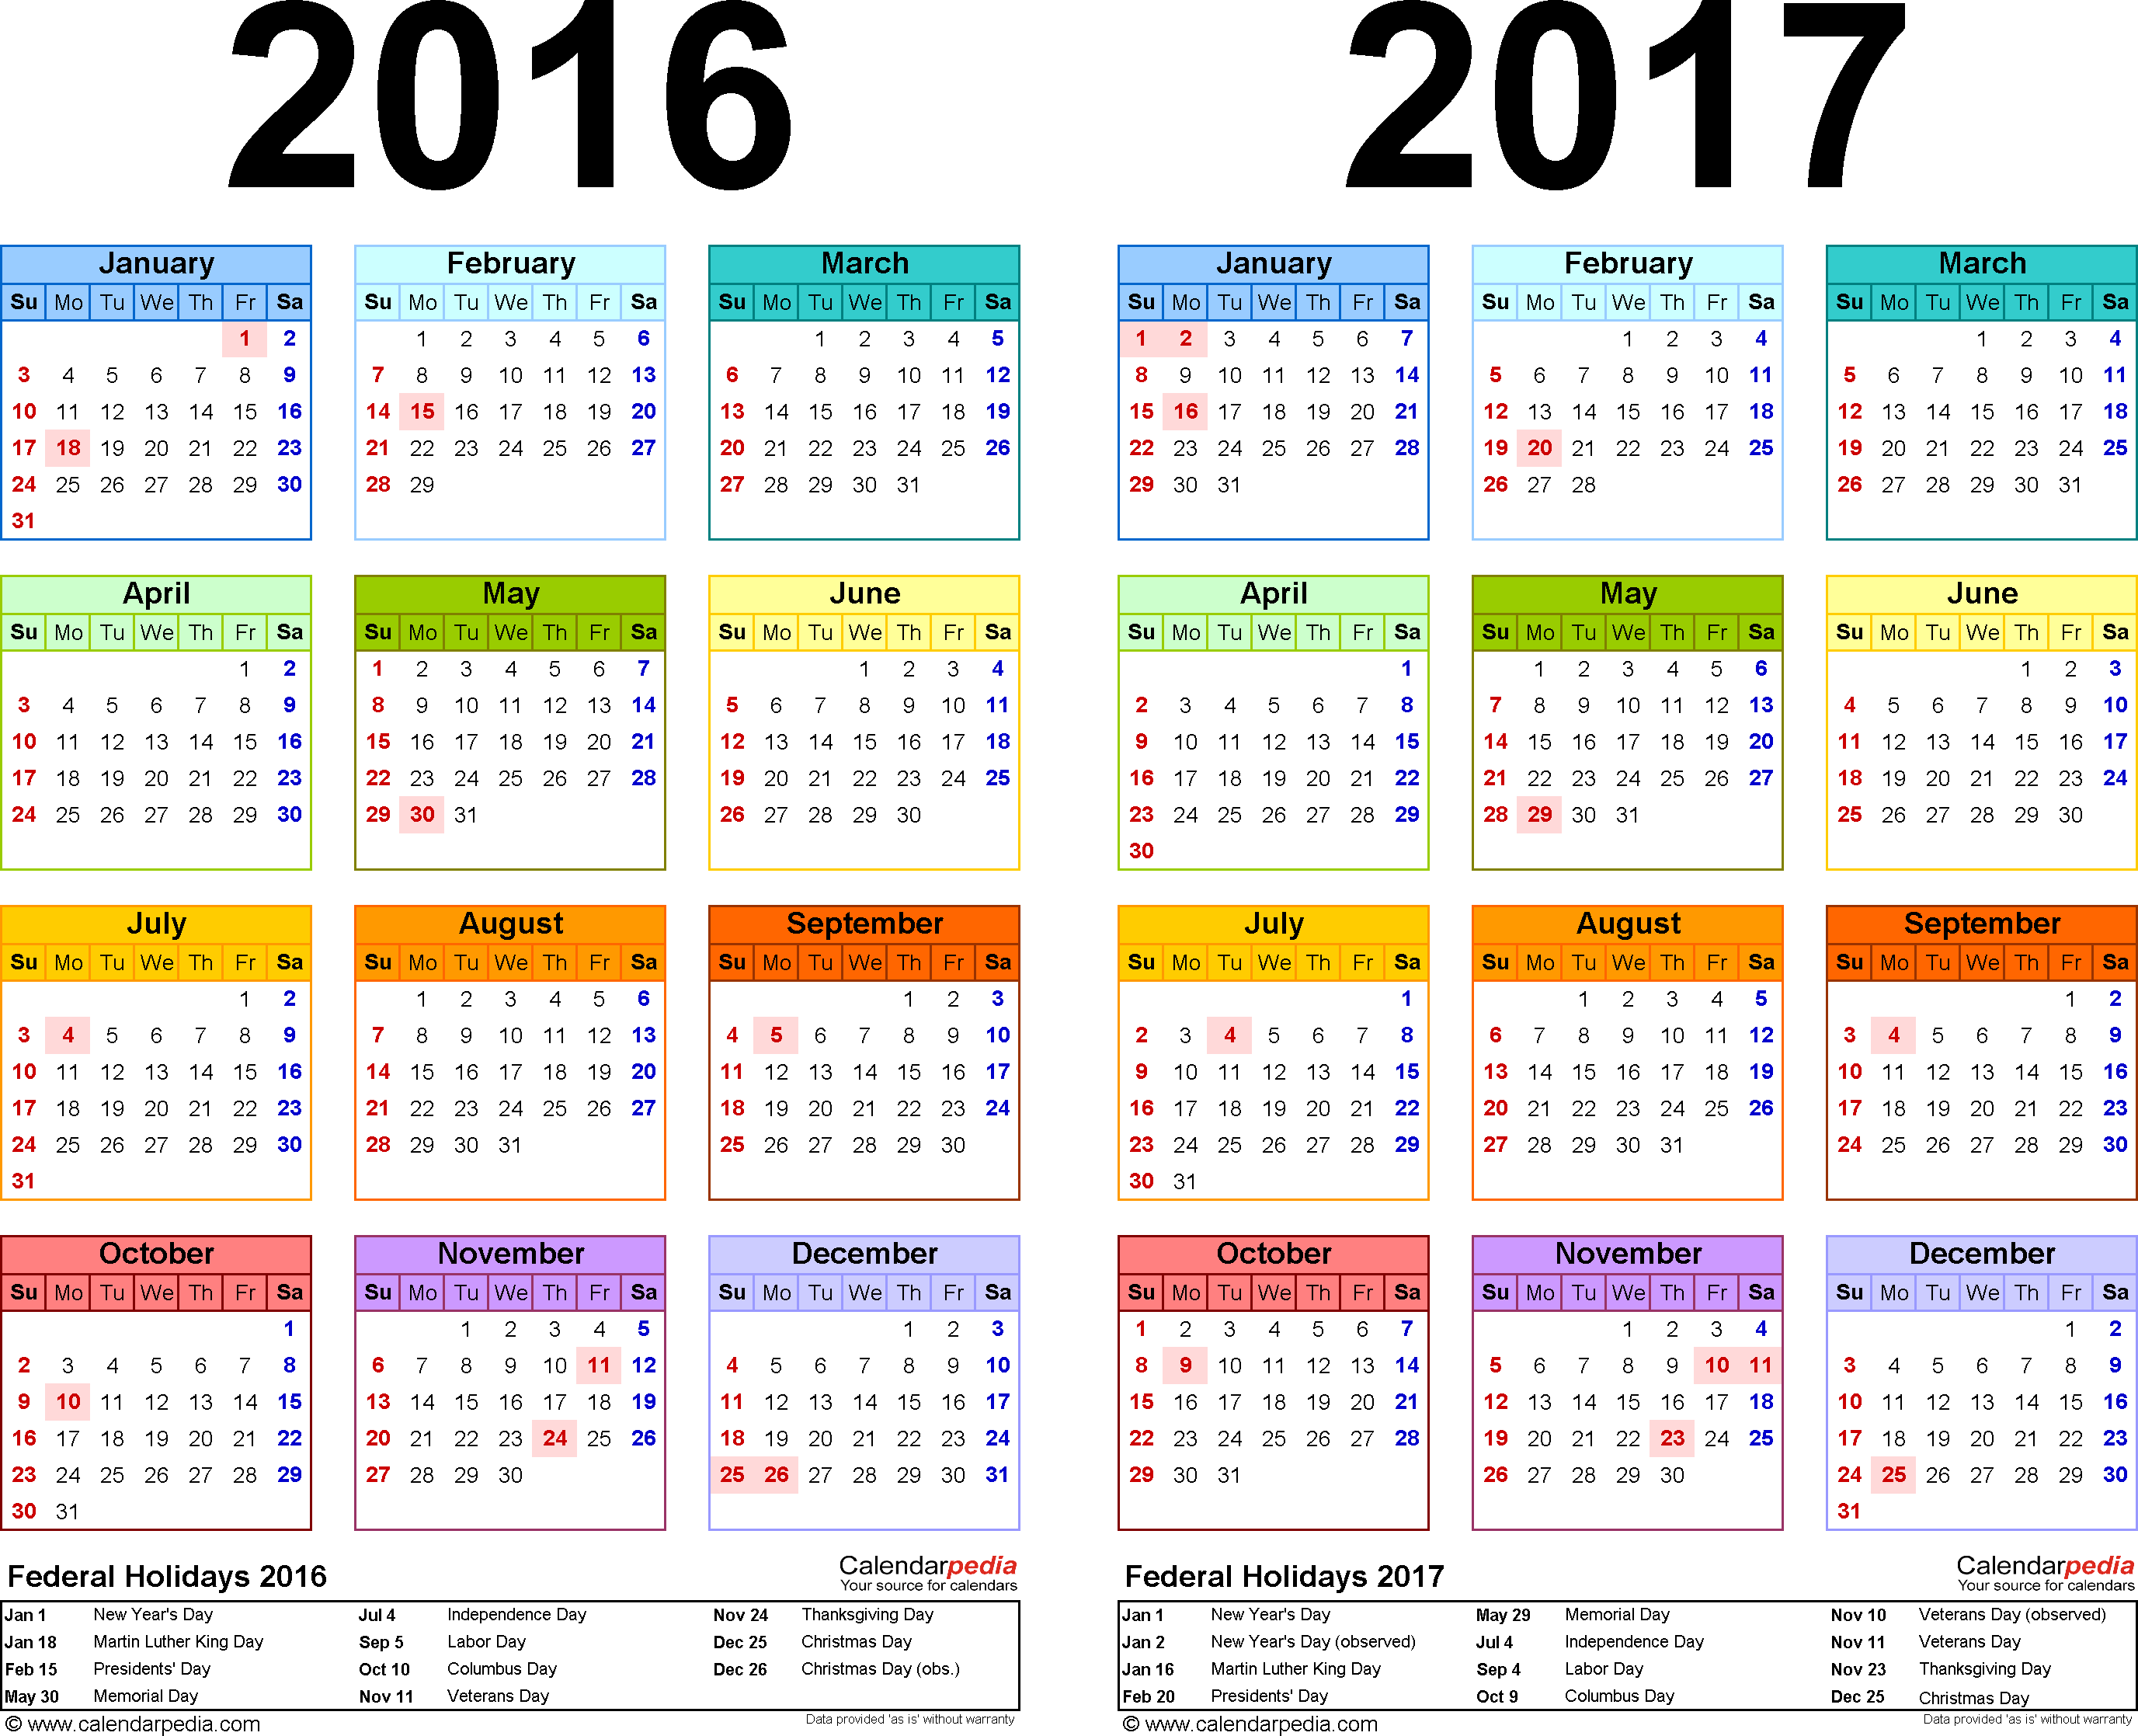 2016
January
Su Mo Tu We Th Fr Sa
1 2
3 4 5 6 7 8 9
10 11 12 13 14 15 16
17 18 19 20 21 22 23
24 25 26 27 28 29 30
31
February
Su Mo Tu We Th Fr Sa
1 2 3 4 5 6
7 8 9 10 11 12 13
14 15 16 17 18 19 20
21 22 23 24 25 26 27
28 29
March
Su Mo Tu We Th Fr Sa
1 2 3 4 5
6 7 8 9 10 11 12
13 14 15 16 17 18 19
20 21 22 23 24 25 26
27 28 29 30 31
April
Su Mo Tu We Th Fr Sa
1 2
3 4 5 6 7 8 9
10 11 12 13 14 15 16
17 18 19 20 21 22 23
24 25 26 27 28 29 30
May
Su Mo Tu We Th Fr Sa
1 2 3 4 5 6 7
8 9 10 11 12 13 14
15 16 17 18 19 20 21
22 23 24 25 26 27 28
29 30 31
June
Su Mo Tu We Th Fr Sa
1 2 3 4
5 6 7 8 9 10 11
12 13 14 15 16 17 18
19 20 21 22 23 24 25
26 27 28 29 30
July
Su Mo Tu We Th Fr Sa
1 2
3 4 5 6 7 8 9
10 11 12 13 14 15 16
17 18 19 20 21 22 23
24 25 26 27 28 29 30
31
August
Su Mo Tu We Th Fr Sa
1 2 3 4 5 6
7 8 9 10 11 12 13
14 15 16 17 18 19 20
21 22 23 24 25 26 27
28 29 30 31
September
Su Mo Tu We Th Fr Sa
1 2 3
4 5 6 7 8 9 10
11 12 13 14 15 16 17
18 19 20 21 22 23 24
25 26 27 28 29 30
October
Su Mo Tu We Th Fr Sa
1
2 3 4 5 6 7 8
9 10 11 12 13 14 15
16 17 18 19 20 21 22
23 24 25 26 27 28 29
30 31
November
Su Mo Tu We Th Fr Sa
1 2 3 4 5
6 7 8 9 10 11 12
13 14 15 16 17 18 19
20 21 22 23 24 25 26
27 28 29 30
December
Su Mo Tu We Th Fr Sa
1 2 3
4 5 6 7 8 9 10
11 12 13 14 15 16 17
18 19 20 21 22 23 24
25 26 27 28 29 30 31
Federal Holidays 2016
Calendarpedia
Your source for calendars
Jan 1 New Year's Day Jul 4 Independence Day Nov 24 Thanksgiving Day
Jan 18 Martin Luther King Day Sep 5 Labor Day Dec 25 Christmas Day
Feb 15 Presidents' Day Oct 10 Columbus Day Dec 26 Christmas Day (obs.)
May 30 Memorial Day Nov 11 Veterans Day
© www.calendarpedia.com
Data provided 'as is' without warranty
2017
January
Su Mo Tu We Th Fr Sa
1 2 3 4 5 6 7
8 9 10 11 12 13 14
15 16 17 18 19 20 21
22 23 24 25 26 27 28
29 30 31
February
Su Mo Tu We Th Fr Sa
1 2 3 4
5 6 7 8 9 10 11
12 13 14 15 16 17 18
19 20 21 22 23 24 25
26 27 28
March
Su Mo Tu We Th Fr Sa
1 2 3 4
5 6 7 8 9 10 11
12 13 14 15 16 17 18
19 20 21 22 23 24 25
26 27 28 29 30 31
April
Su Mo Tu We Th Fr Sa
1
2 3 4 5 6 7 8
9 10 11 12 13 14 15
16 17 18 19 20 21 22
23 24 25 26 27 28 29
30
May
Su Mo Tu We Th Fr Sa
1 2 3 4 5 6
7 8 9 10 11 12 13
14 15 16 17 18 19 20
21 22 23 24 25 26 27
28 29 30 31
June
Su Mo Tu We Th Fr Sa
1 2 3
4 5 6 7 8 9 10
11 12 13 14 15 16 17
18 19 20 21 22 23 24
25 26 27 28 29 30
July
Su Mo Tu We Th Fr Sa
1
2 3 4 5 6 7 8
9 10 11 12 13 14 15
16 17 18 19 20 21 22
23 24 25 26 27 28 29
30 31
August
Su Mo Tu We Th Fr Sa
1 2 3 4 5
6 7 8 9 10 11 12
13 14 15 16 17 18 19
20 21 22 23 24 25 26
27 28 29 30 31
September
Su Mo Tu We Th Fr Sa
1 2
3 4 5 6 7 8 9
10 11 12 13 14 15 16
17 18 19 20 21 22 23
24 25 26 27 28 29 30
October
Su Mo Tu We Th Fr Sa
1 2 3 4 5 6 7
8 9 10 11 12 13 14
15 16 17 18 19 20 21
22 23 24 25 26 27 28
29 30 31
November
Su Mo Tu We Th Fr Sa
1 2 3 4
5 6 7 8 9 10 11
12 13 14 15 16 17 18
19 20 21 22 23 24 25
26 27 28 29 30
December
Su Mo Tu We Th Fr Sa
1 2
3 4 5 6 7 8 9
10 11 12 13 14 15 16
17 18 19 20 21 22 23
24 25 26 27 28 29 30
31
Federal Holidays 2017
Calendarpedia
Your source for calendars
Jan 1 New Year's Day May 29 Memorial Day Nov 10 Veterans Day (observed)
Jan 2 New Year's Day (observed) Jul 4 Independence Day Nov 11 Veterans Day
Jan 16 Martin Luther King Day Sep 4 Labor Day Nov 23 Thanksgiving Day
Feb 20 Presidents' Day Oct 9 Columbus Day Dec 25 Christmas Day
© www.calendarpedia.com
Data provided 'as is' without warranty